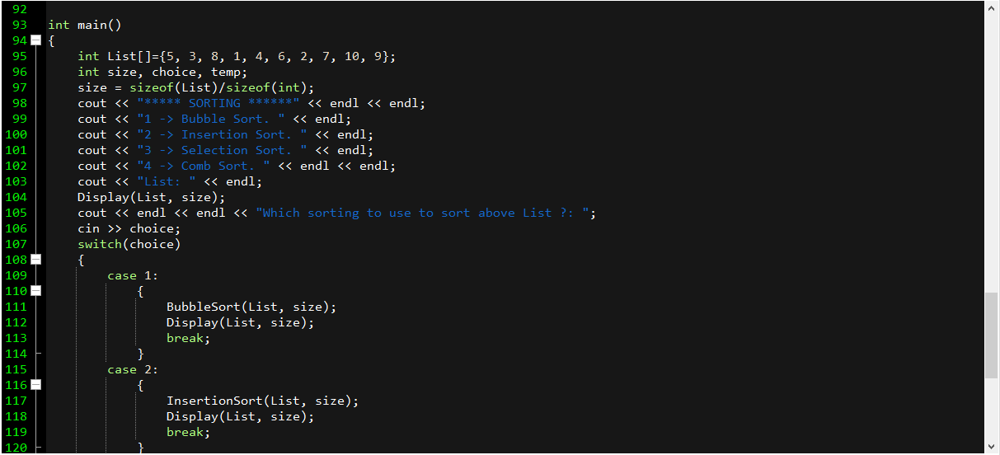 92
93 int main()
94 {
95 int List[]={5, 3, 8, 1, 4, 6, 2, 7, 10, 9};
96 int size, choice, temp;
97 size = sizeof(List)/sizeof(int);
98 cout << "***** SORTING ******" << endl << endl;
99 cout << "1 -> Bubble Sort. " << endl;
100 cout << "2 -> Insertion Sort. " << endl;
101 cout << "3 -> Selection Sort. " << endl;
102 cout << "4 -> Comb Sort. " << endl << endl;
103 cout << "List: " << endl;
104 Display(List, size);
105 cout << endl << endl << "Which sorting to use to sort above List ?: ";
106 cin >> choice;
107 switch(choice)
108 {
109 case 1:
110 {
111 BubbleSort(List, size);
112 Display(List, size);
113 break;
114 }
115 case 2:
116 {
117 InsertionSort(List, size);
118 Display(List, size);
119 break;
120 }